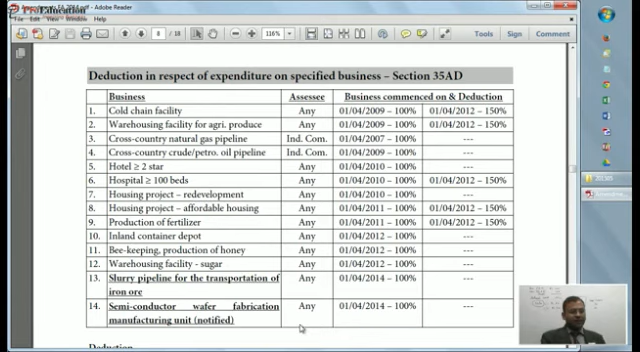 ProEducation
.pdf - Adobe Reader
File Edit View Window Help
8 / 18
116%
Tools Sign Comment
Deduction in respect of expenditure on specified business – Section 35AD
Business Assessee Business commenced on & Deduction
1. Cold chain facility Any 01/04/2009 – 100% 01/04/2012 – 150%
2. Warehousing facility for agri. produce Any 01/04/2009 – 100% 01/04/2012 – 150%
3. Cross-country natural gas pipeline Ind. Com. 01/04/2007 – 100% ---
4. Cross-country crude/petro. oil pipeline Ind. Com. 01/04/2009 – 100% ---
5. Hotel ≥ 2 star Any 01/04/2010 – 100% ---
6. Hospital ≥ 100 beds Any 01/04/2010 – 100% 01/04/2012 – 150%
7. Housing project – redevelopment Any 01/04/2010 – 100% ---
8. Housing project – affordable housing Any 01/04/2011 – 100% 01/04/2012 – 150%
9. Production of fertilizer Any 01/04/2011 – 100% 01/04/2012 – 150%
10. Inland container depot Any 01/04/2012 – 100% ---
11. Bee-keeping, production of honey Any 01/04/2012 – 100% ---
12. Warehousing facility - sugar Any 01/04/2012 – 100% ---
13. Slurry pipeline for the transportation of Any 01/04/2014 – 100% ---
iron ore
14. Semi-conductor wafer fabrication Any 01/04/2014 – 100% ---
manufacturing unit (notified)
Deduction